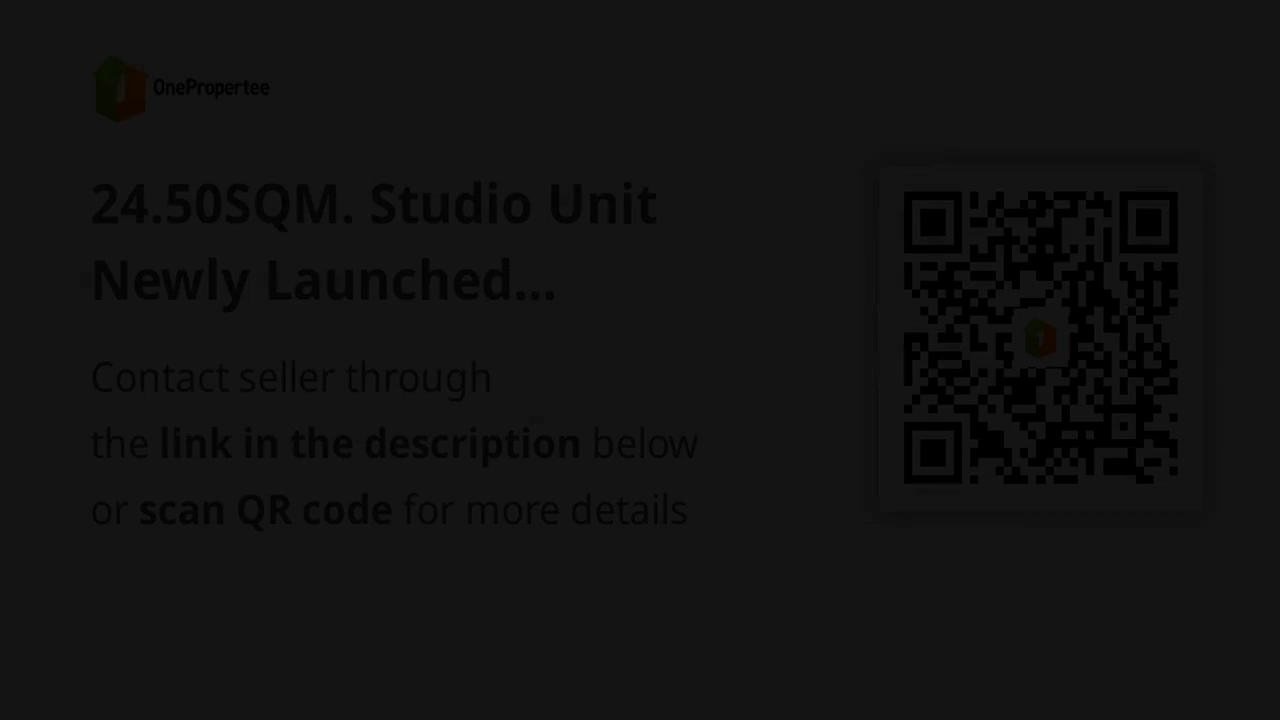 OnePropertee
24.50SQM. Studio Unit
Newly Launched...
Contact seller through
the link in the description below
or scan QR code for more details